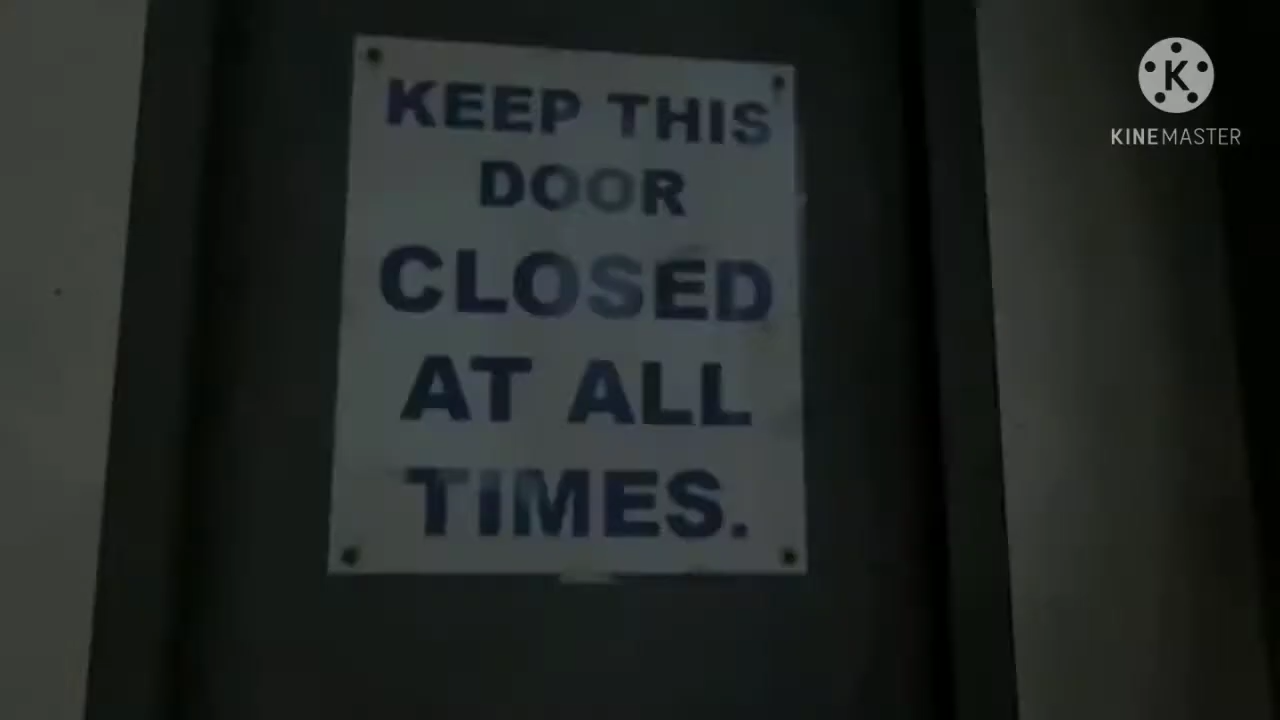 KEEP THIS
DOOR
CLOSED
AT ALL
TIMES.
K
KINEMASTER